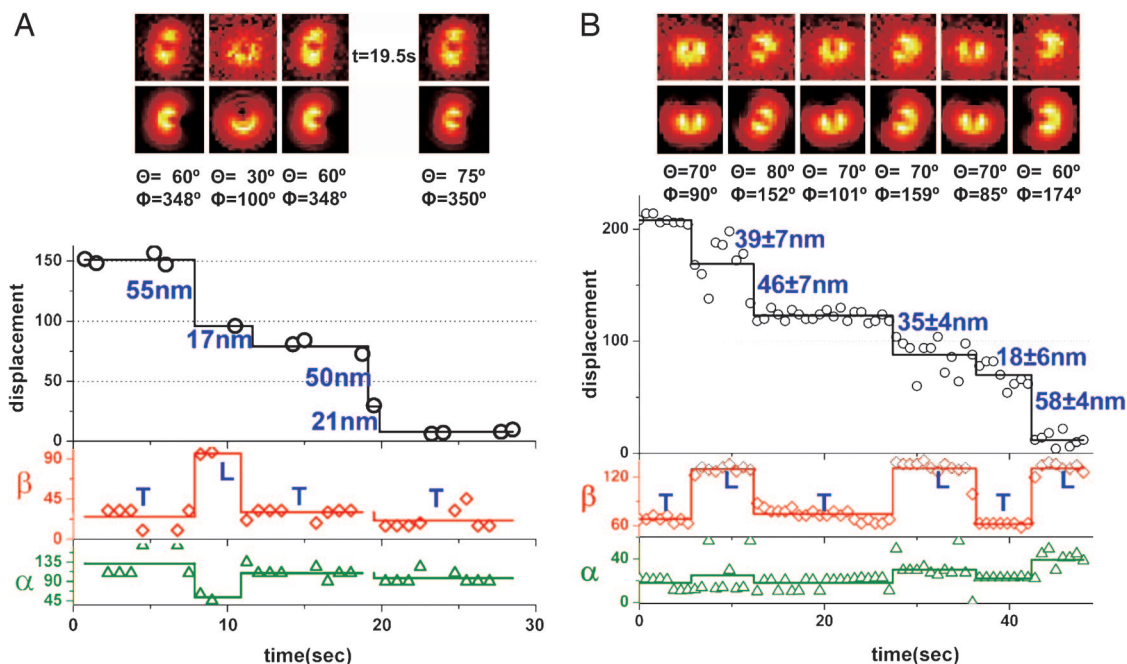 A
t=19.5s
Θ= 60º Θ= 30º Θ= 60º Θ= 75º
Φ=348º Φ=100º Φ=348º Φ=350º
displacement
150
100
50
0
55nm
17nm
50nm
21nm
β
90
45
0
T L T T
α
135
90
45
0 10 20 30
time(sec)
B
Θ=70º Θ= 80º Θ= 70º Θ= 70º Θ=70º Θ= 60º
Φ=90º Φ=152º Φ=101º Φ=159º Φ=85º Φ=174º
displacement
200
100
0
39±7nm
46±7nm
35±4nm
18±6nm
58±4nm
β
120
60
T L T L T L
α
40
0
0 20 40
time(sec)